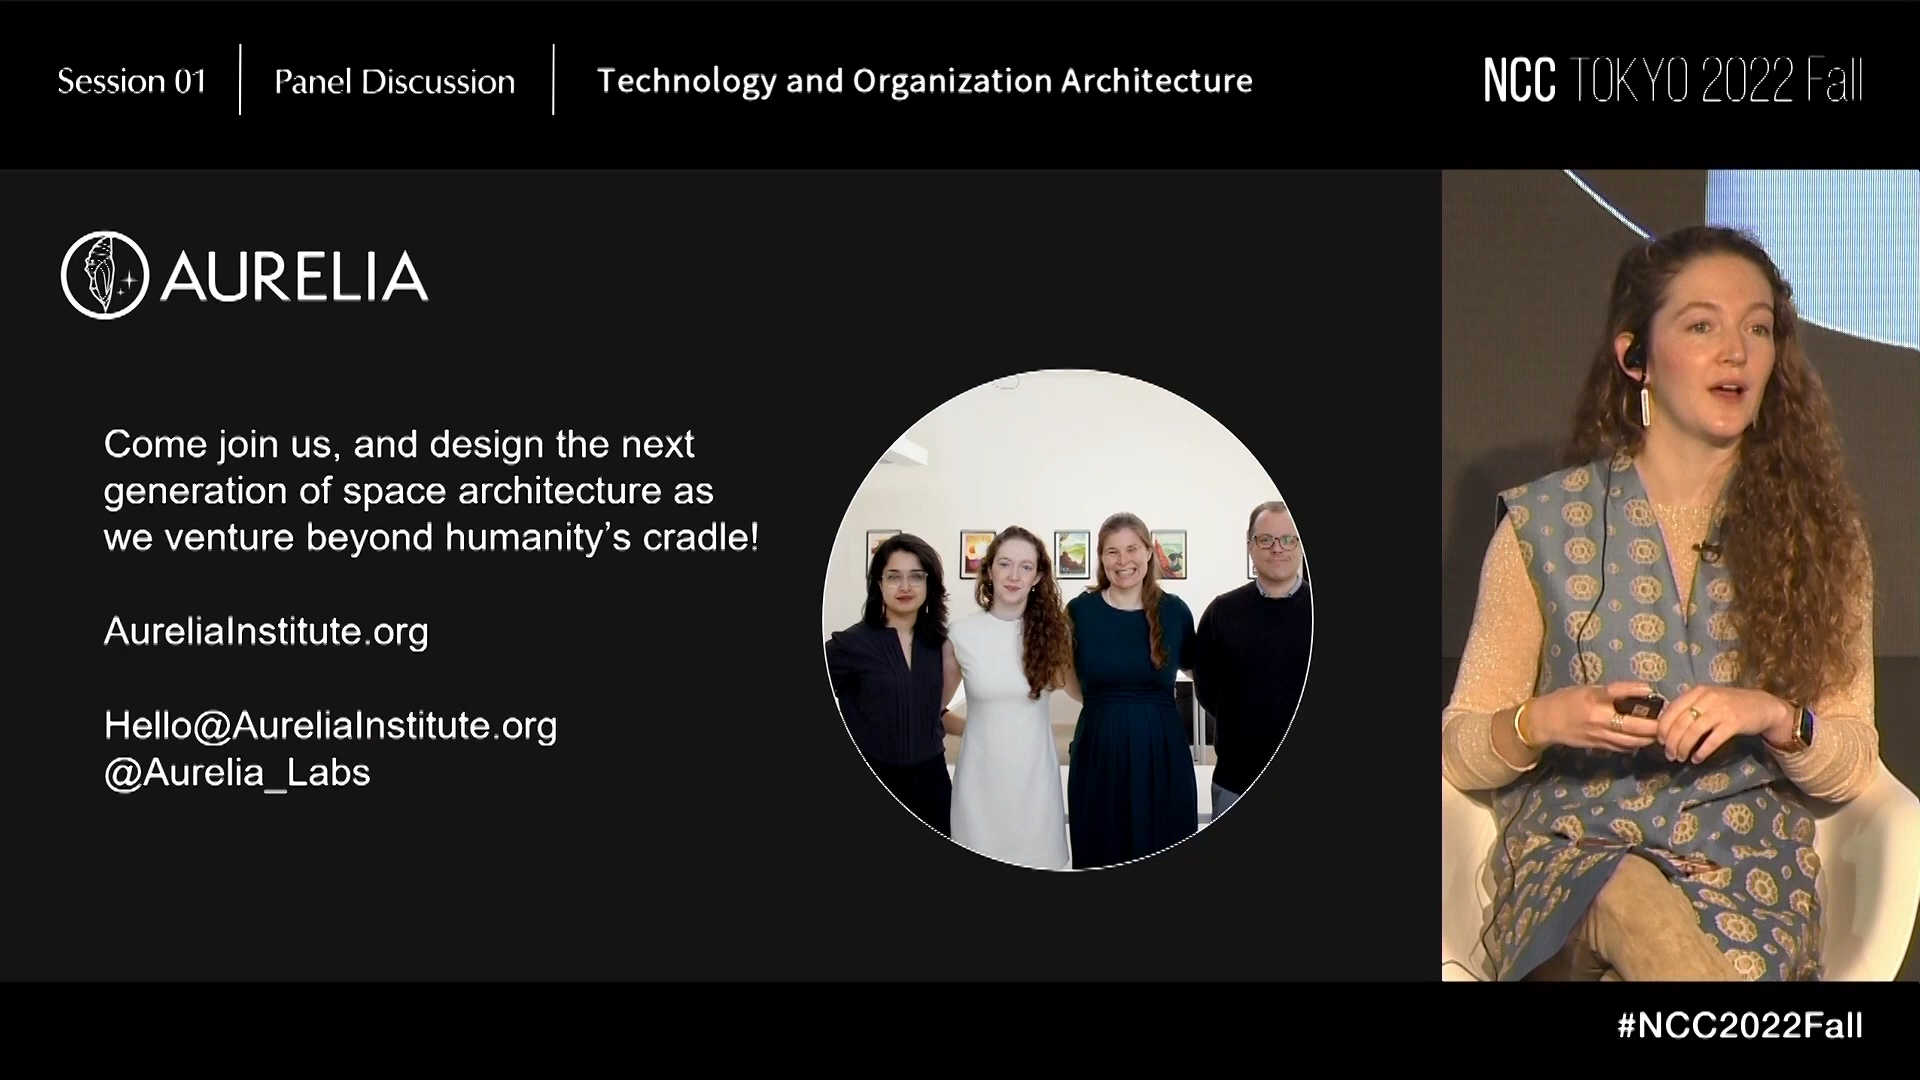 Session 01
Panel Discussion
Technology and Organization Architecture
NCC TOKYO 2022 Fall
AURELIA
Come join us, and design the next
generation of space architecture as
we venture beyond humanity’s cradle!
AureliaInstitute.org
Hello@AureliaInstitute.org
@Aurelia_Labs
#NCC2022Fall